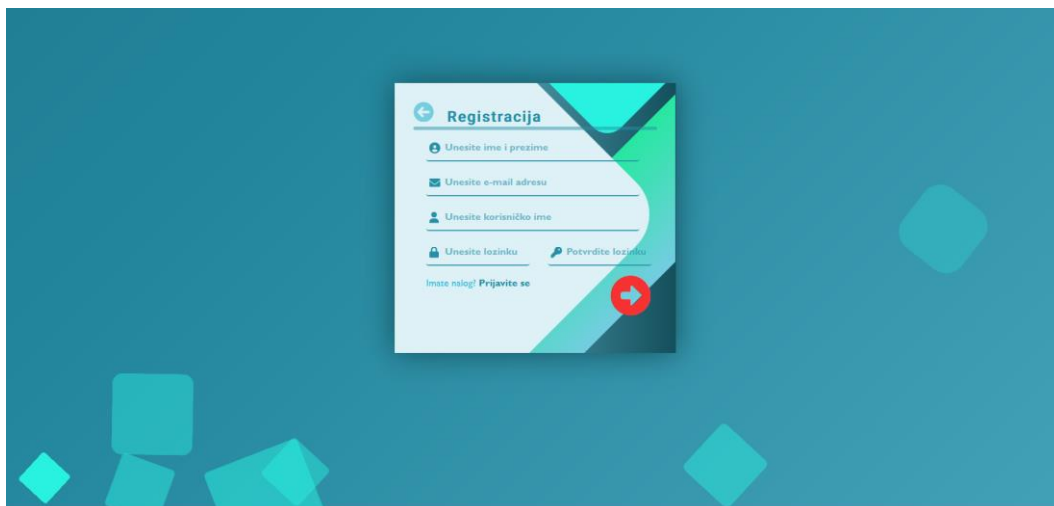 Registracija
Unesite ime i prezime
Unesite e-mail adresu
Unesite korisničko ime
Unesite lozinku Potvrdite lozinku
Imate nalog? Prijavite se